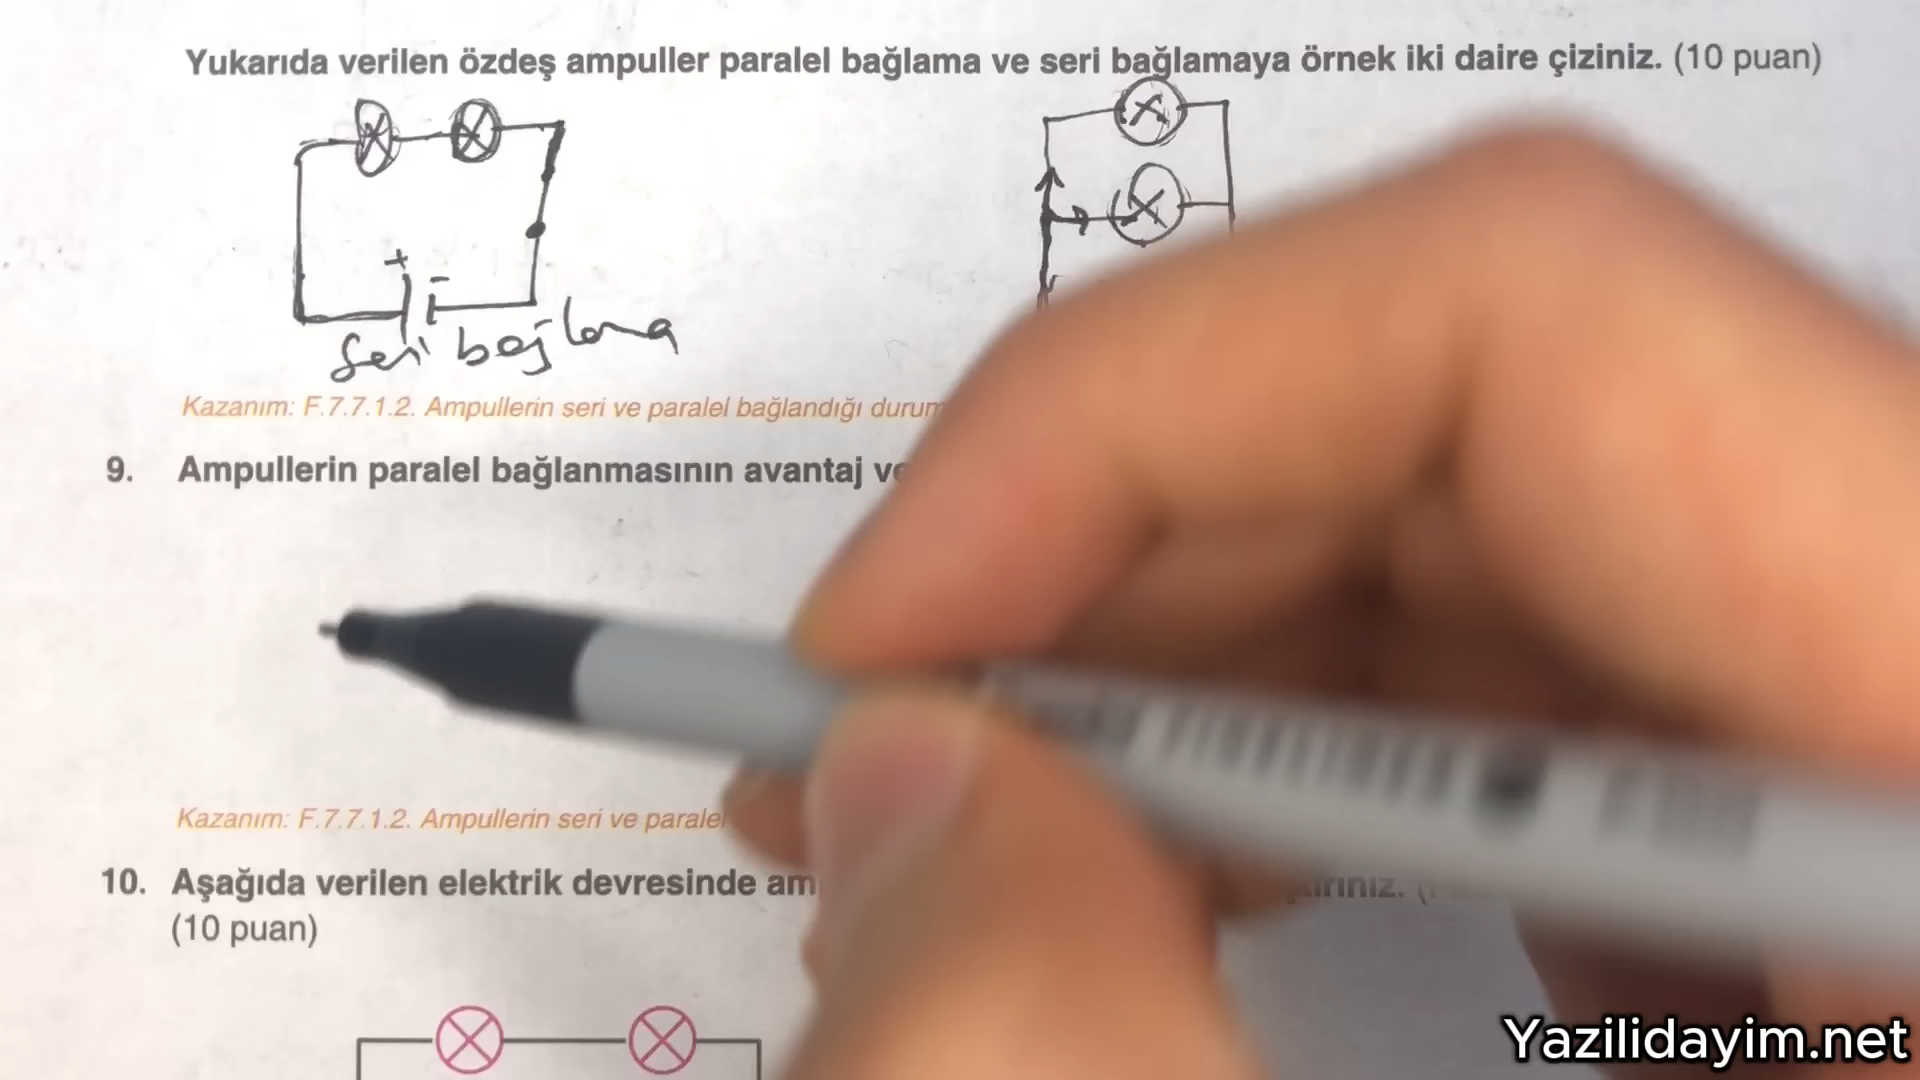 Yukarıda verilen özdeş ampuller paralel bağlama ve seri bağlamaya örnek iki daire çiziniz. (10 puan)
+
seri bağlama
Kazanım: F.7.7.1.2. Ampullerin seri ve paralel bağlandığı durum
9. Ampullerin paralel bağlanmasının avantaj ve
Kazanım: F.7.7.1.2. Ampullerin seri ve paralel
10. Aşağıda verilen elektrik devresinde am
(10 puan)
Yazilidayim.net